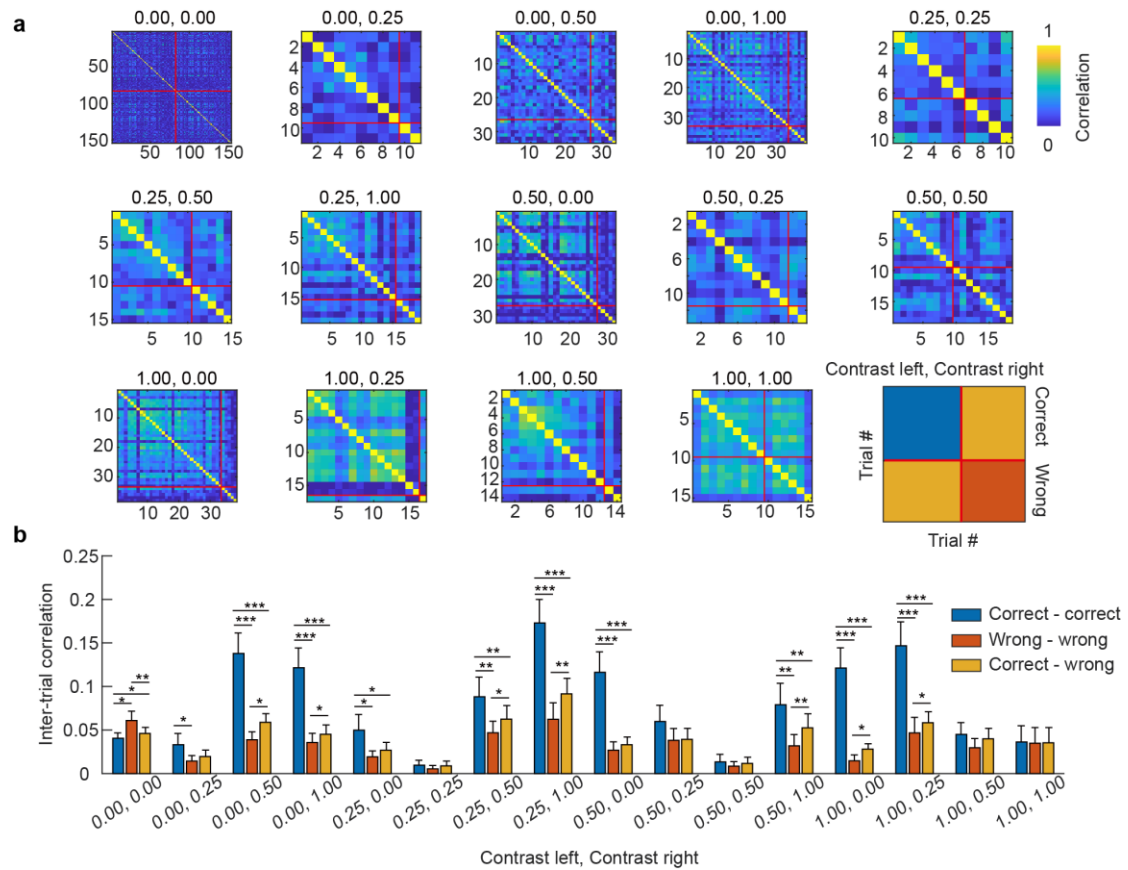 a
0.00, 0.00
0.00, 0.25
0.00, 0.50
0.00, 1.00
0.25, 0.25
50
100
150
50 100 150
2
4
6
8
10
2 4 6 8 10
10
20
30
10 20 30
10
20
30
10 20 30
2
4
6
8
10
2 4 6 8 10
1
0
Correlation
0.25, 0.50
0.25, 1.00
0.50, 0.00
0.50, 0.25
0.50, 0.50
5
10
15
5 10 15
5
10
15
5 10 15
10
20
30
10 20 30
2
4
6
8
10
2 4 6 8 10
5
10
15
5 10 15
1.00, 0.00
1.00, 0.25
1.00, 0.50
1.00, 1.00
Contrast left, Contrast right
10
20
30
10 20 30
5
10
15
5 10 15
2
4
6
8
10
12
14
2 6 10 14
5
10
15
5 10 15
Trial #
Correct
Wrong
Trial #
b
Inter-trial correlation
0.25
0.2
0.15
0.1
0.05
0
* * **
*
*** *** *
*** *** *
* *
** ** *
*** *** **
*** ***
** ** **
*** *** *
*** *** *
Correct - correct
Wrong - wrong
Correct - wrong
0.00, 0.00
0.00, 0.25
0.00, 0.50
0.00, 1.00
0.25, 0.00
0.25, 0.25
0.25, 0.50
0.25, 1.00
0.50, 0.00
0.50, 0.25
0.50, 0.50
0.50, 1.00
1.00, 0.00
1.00, 0.25
1.00, 0.50
1.00, 1.00
Contrast left, Contrast right